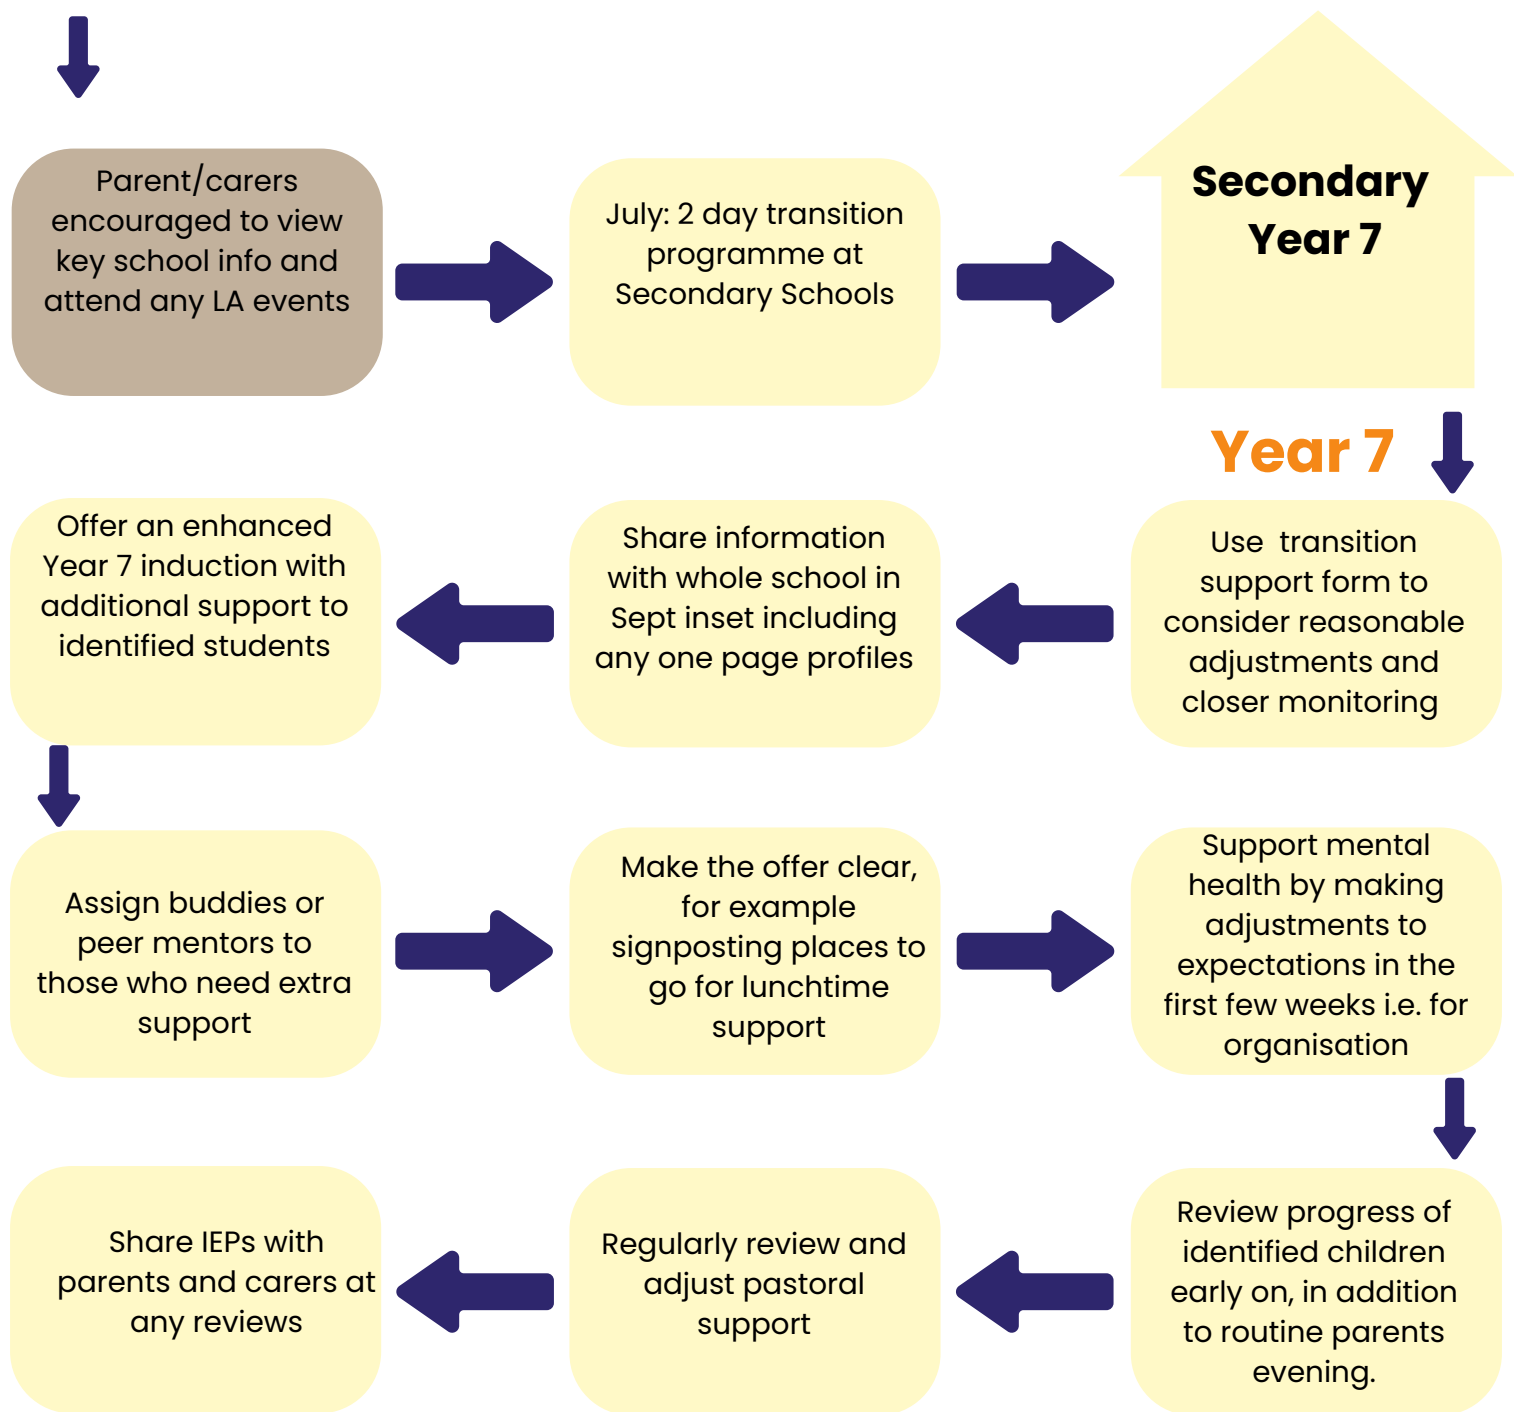 Parent/carers
encouraged to view
key school info and
attend any LA events
July: 2 day transition
programme at
Secondary Schools
Secondary
Year 7
Year 7
Use transition
support form to
consider reasonable
adjustments and
closer monitoring
Share information
with whole school in
Sept inset including
any one page profiles
Offer an enhanced
Year 7 induction with
additional support to
identified students
Assign buddies or
peer mentors to
those who need extra
support
Make the offer clear,
for example
signposting places to
go for lunchtime
support
Support mental
health by making
adjustments to
expectations in the
first few weeks i.e. for
organisation
Review progress of
identified children
early on, in addition
to routine parents
evening.
Regularly review and
adjust pastoral
support
Share IEPs with
parents and carers at
any reviews